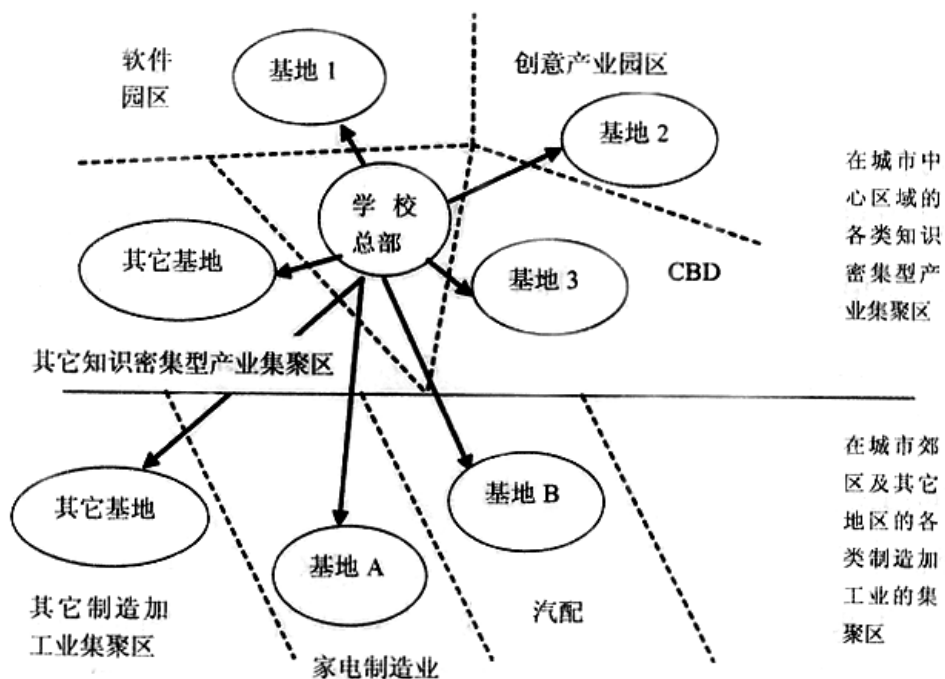 软件
园区
基地 1
创意产业园区
基地 2
在城市中
心区域的
各类知识
密集型产
业集聚区
学 校
总部
其它基地
基地 3
CBD
其它知识密集型产业集聚区
在城市郊
区及其它
地区的各
类制造加
工业的集
聚区
其它基地
基地 B
基地 A
其它制造加
工业集聚区
汽配
家电制造业